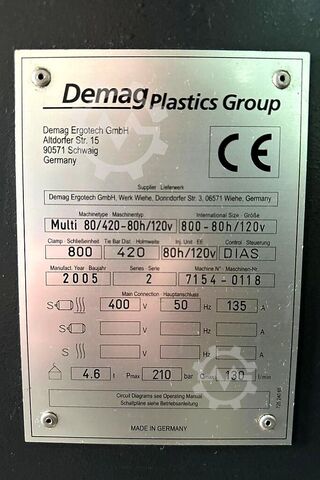 Demag Plastics Group
Demag Ergotech GmbH
Altdorfer Str. 15
90571 Schwaig
Germany
CE
Supplier · Lieferwerk
Demag Ergotech GmbH, Werk Wiehe, Donndorfer Str. 3, 06571 Wiehe, Germany
Machinetype · Maschinentyp International Size · Größe
Multi 80/420-80h/120v 800-80h/120v
Clamp · Schließeinheit Tie Bar Dist. Holmweite Inj. Unit · EE Control · Steuerung
800 420 80h/120v DIAS
Manufact. Year · Baujahr Series · Serie Machine N° · Maschinen-Nr.
2005 2 7154-0118
Main Connection · Hauptanschluss
S 400 V 50 Hz 135 A
S V Hz A
S V Hz A
4.6 t Pmax 210 bar Qmax 130 l/min
Circuit Diagrams see Operating Manual
Schaltpläne siehe Betriebsanleitung
MADE IN GERMANY